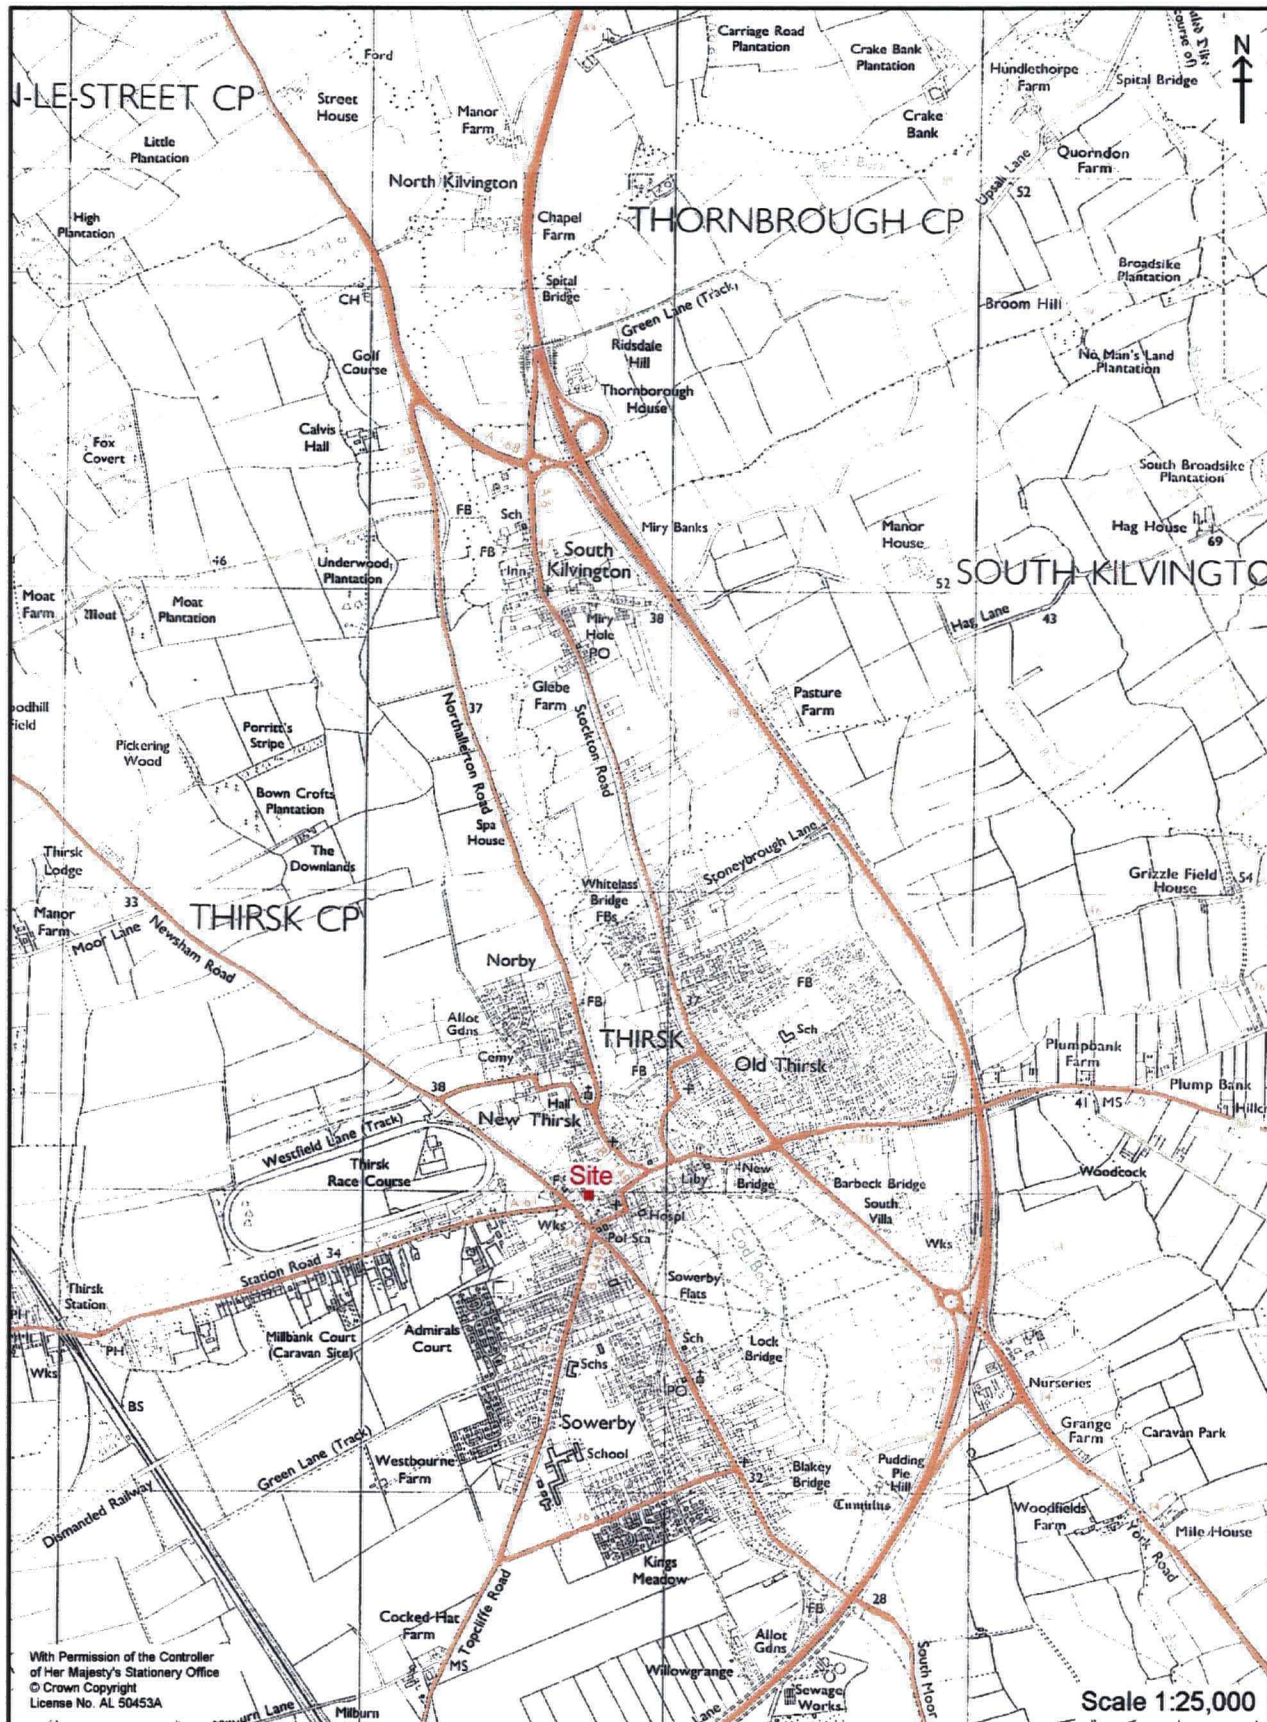 N
Carriage Road
Plantation
Crake Bank
Plantation
Hundlethorpe
Farm
Spital Bridge
Ford
N-LE-STREET CP
Street
House
Manor
Farm
Crake
Bank
Little
Plantation
Quorndon
Farm
North Kilvington
Upsall Lane
52
High
Plantation
Chapel
Farm
THORNBROUGH CP
Broadsike
Plantation
Spital
Bridge
CH
Broom Hill
Green Lane (Track)
Ridsdale
Hill
Golf
Course
No Man's Land
Plantation
Thornborough
House
Calvis
Hall
Fox
Covert
South Broadsike
Plantation
FB
Sch
Miry Banks
Manor
House
Hag House
69
FB
South
Kilvington
46
Underwood
Plantation
Inn
52
SOUTH KILVINGTO
Moat
Farm
Moat
Moat
Plantation
Miry
Hole
38
Hag Lane
43
PO
Glebe
Farm
Pasture
Farm
Northallerton Road
37
Stockton Road
Porritt's
Stripe
Pickering
Wood
Bown Crofts
Plantation
Spa
House
The
Downlands
Stoneybrough Lane
Thirsk
Lodge
Whitelass
Bridge
FBs
Grizzle Field
House
54
Manor
Farm
33
Moor Lane
THIRSK CP
Newsham Road
Norby
FB
FB
37
Allot
Gdns
THIRSK
Sch
Old Thirsk
Plumpbank
Farm
Cemy
FB
38
Hall
New Thirsk
Plump Bank
41
MS
Westfield Lane (Track)
Thirsk
Race Course
Site
Liby
New
Bridge
Barbeck Bridge
Woodcock
South
Villa
Wks
Hospl
Pol Sta
Wks
Station Road
34
Sowerby
Flats
Thirsk
Station
PH
Millbank Court
(Caravan Site)
Admirals
Court
Sch
Lock
Bridge
PH
Wks
Schs
PO
Nurseries
BS
Sowerby
Grange
Farm
Caravan Park
Green Lane (Track)
Westbourne
Farm
School
32
Blakey
Bridge
Pudding
Pie
Hill
Tumulus
Dismantled Railway
Woodfields
Farm
Mile House
York Road
Kings
Meadow
Topcliffe Road
28
Cocked Hat
Farm
FB
Allot
Gdns
South Moor
MS
Willowgrange
Sewage
Works
Lane
Milburn
With Permission of the Controller
of Her Majesty's Stationery Office
© Crown Copyright
License No. AL 50453A
Scale 1:25,000